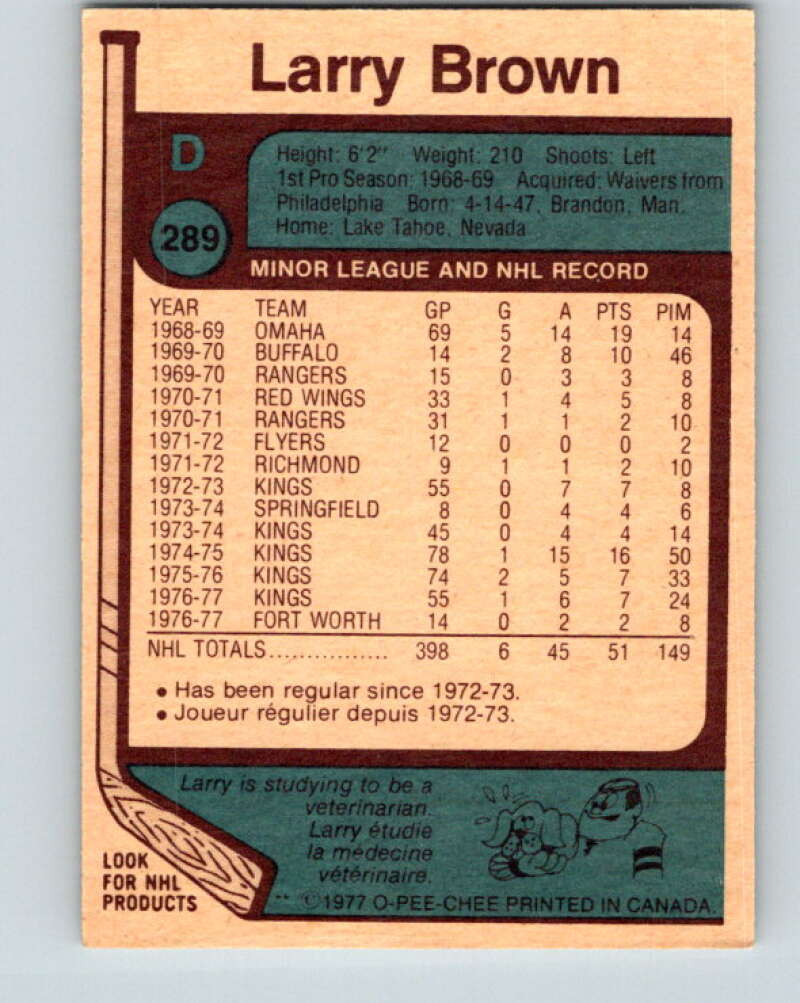 Larry Brown
D
Height: 6'2" Weight: 210 Shoots: Left
1st Pro Season: 1968-69 Acquired: Waivers from
Philadelphia Born: 4-14-47, Brandon, Man.
Home: Lake Tahoe, Nevada
289
MINOR LEAGUE AND NHL RECORD
YEAR TEAM GP G A PTS PIM
1968-69 OMAHA 69 5 14 19 14
1969-70 BUFFALO 14 2 8 10 46
1969-70 RANGERS 15 0 3 3 8
1970-71 RED WINGS 33 1 4 5 8
1970-71 RANGERS 31 1 1 2 10
1971-72 FLYERS 12 0 0 0 2
1971-72 RICHMOND 9 1 1 2 10
1972-73 KINGS 55 0 7 7 8
1973-74 SPRINGFIELD 8 0 4 4 6
1973-74 KINGS 45 0 4 4 14
1974-75 KINGS 78 1 15 16 50
1975-76 KINGS 74 2 5 7 33
1976-77 KINGS 55 1 6 7 24
1976-77 FORT WORTH 14 0 2 2 8
NHL TOTALS................ 398 6 45 51 149
• Has been regular since 1972-73.
• Joueur régulier depuis 1972-73.
Larry is studying to be a
veterinarian.
Larry étudie
la médecine
vétérinaire.
LOOK
FOR NHL
PRODUCTS
** ©1977 O-PEE-CHEE PRINTED IN CANADA.